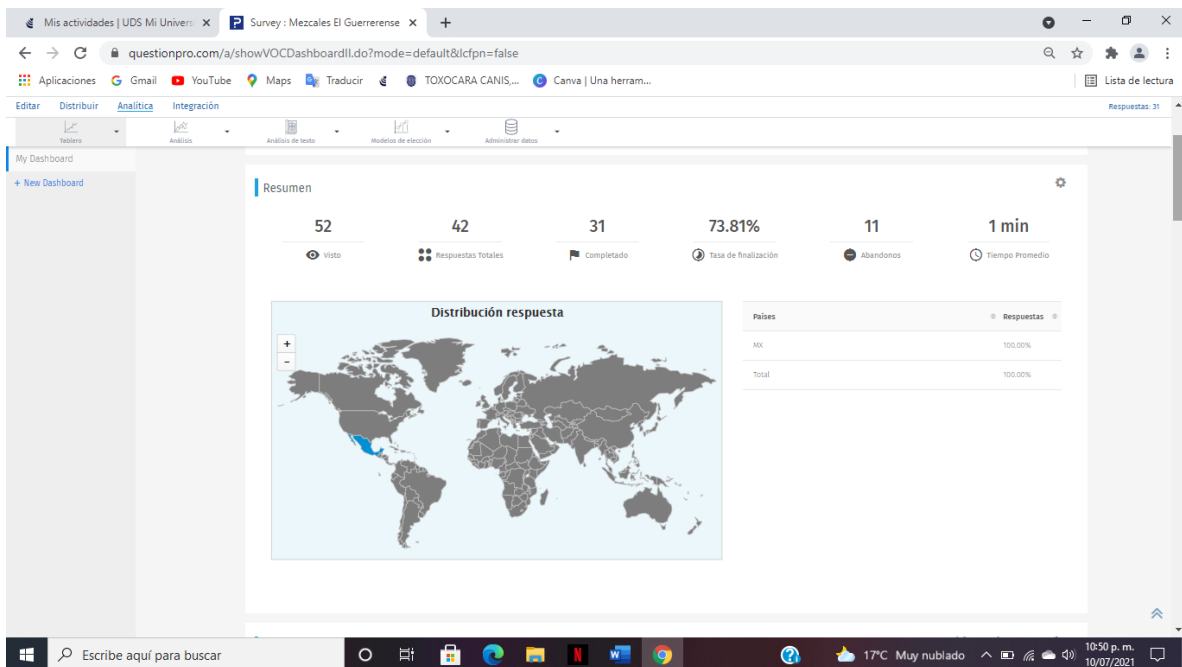 Mis actividades | UDS Mi Universi
Survey : Mezcales El Guerrerense
questionpro.com/a/showVOCDashboardII.do?mode=default&lcfpn=false
Aplicaciones Gmail YouTube Maps Traducir TOXOCARA CANIS,... Canva | Una herram... Lista de lectura
Editar Distribuir Analítica Integración Respuestas: 31
Tablero Análisis Análisis de texto Modelos de elección Administrar datos
My Dashboard
+ New Dashboard
Resumen
52 42 31 73.81% 11 1 min
Visto Respuestas Totales Completado Tasa de finalización Abandonos Tiempo Promedio
Distribución respuesta
+
-
Países Respuestas
MX 100.00%
Total 100.00%
Escribe aquí para buscar
17°C Muy nublado
10:50 p. m.
10/07/2021